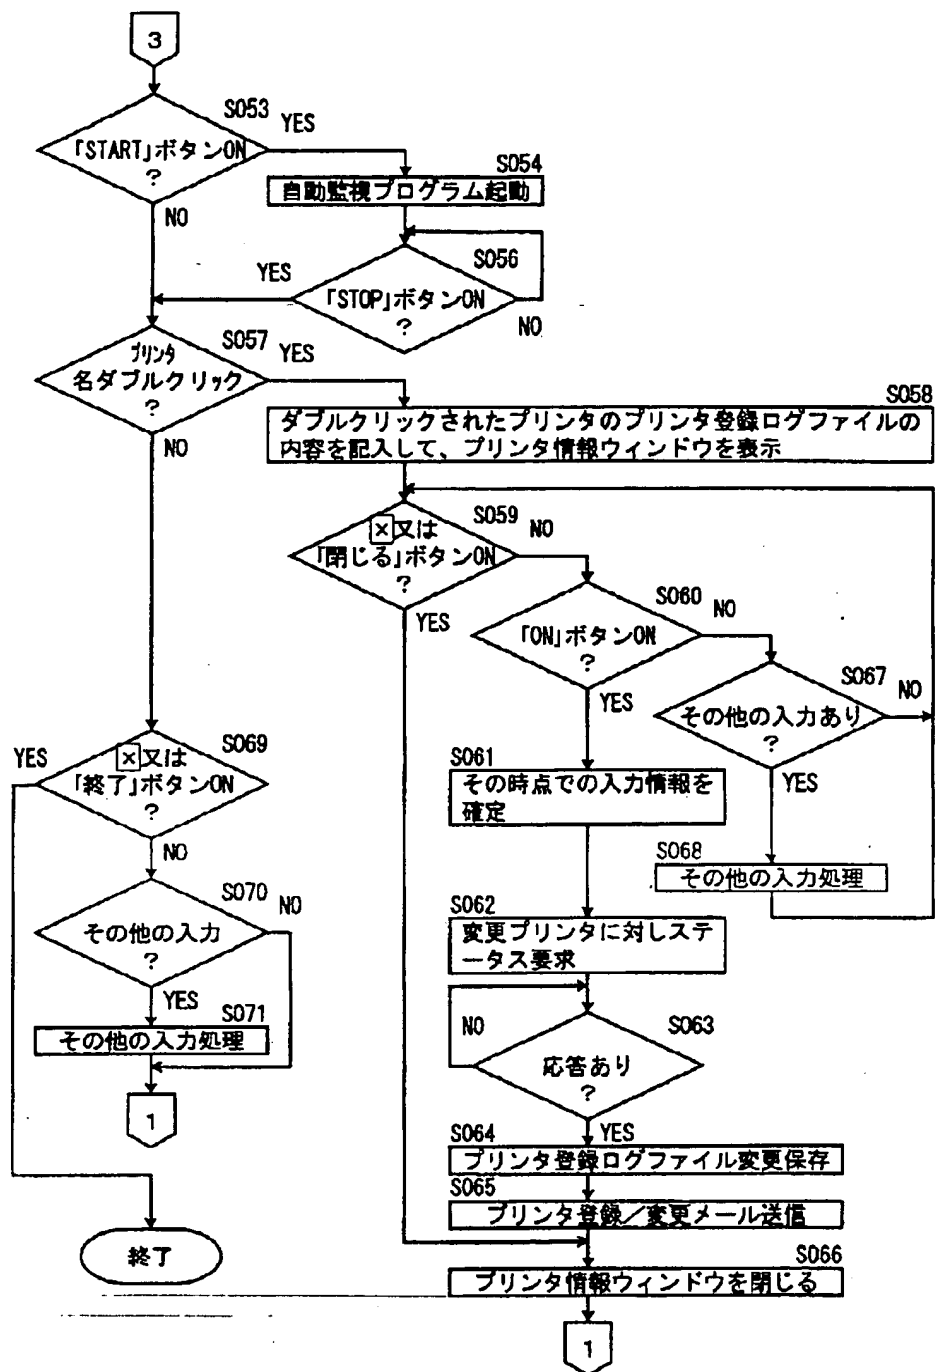 3
S053
YES
「START」ボタンON
?
NO
S054
自動監視プログラム起動
S056
YES
「STOP」ボタンON
?
NO
S057
YES
プリンタ
名ダブルクリック
?
NO
S058
ダブルクリックされたプリンタのプリンタ登録ログファイルの
内容を記入して、プリンタ情報ウィンドウを表示
S059
NO
×又は
「閉じる」ボタンON
?
YES
S060
NO
「ON」ボタンON
?
YES
S067
NO
その他の入力あり
?
YES
S068
その他の入力処理
S061
その時点での入力情報を
確定
S062
変更プリンタに対しステ
ータス要求
S063
NO
応答あり
?
YES
S064
プリンタ登録ログファイル変更保存
S065
プリンタ登録/変更メール送信
S066
プリンタ情報ウィンドウを閉じる
1
S069
YES
×又は
「終了」ボタンON
?
NO
S070
NO
その他の入力
?
YES
S071
その他の入力処理
1
終了